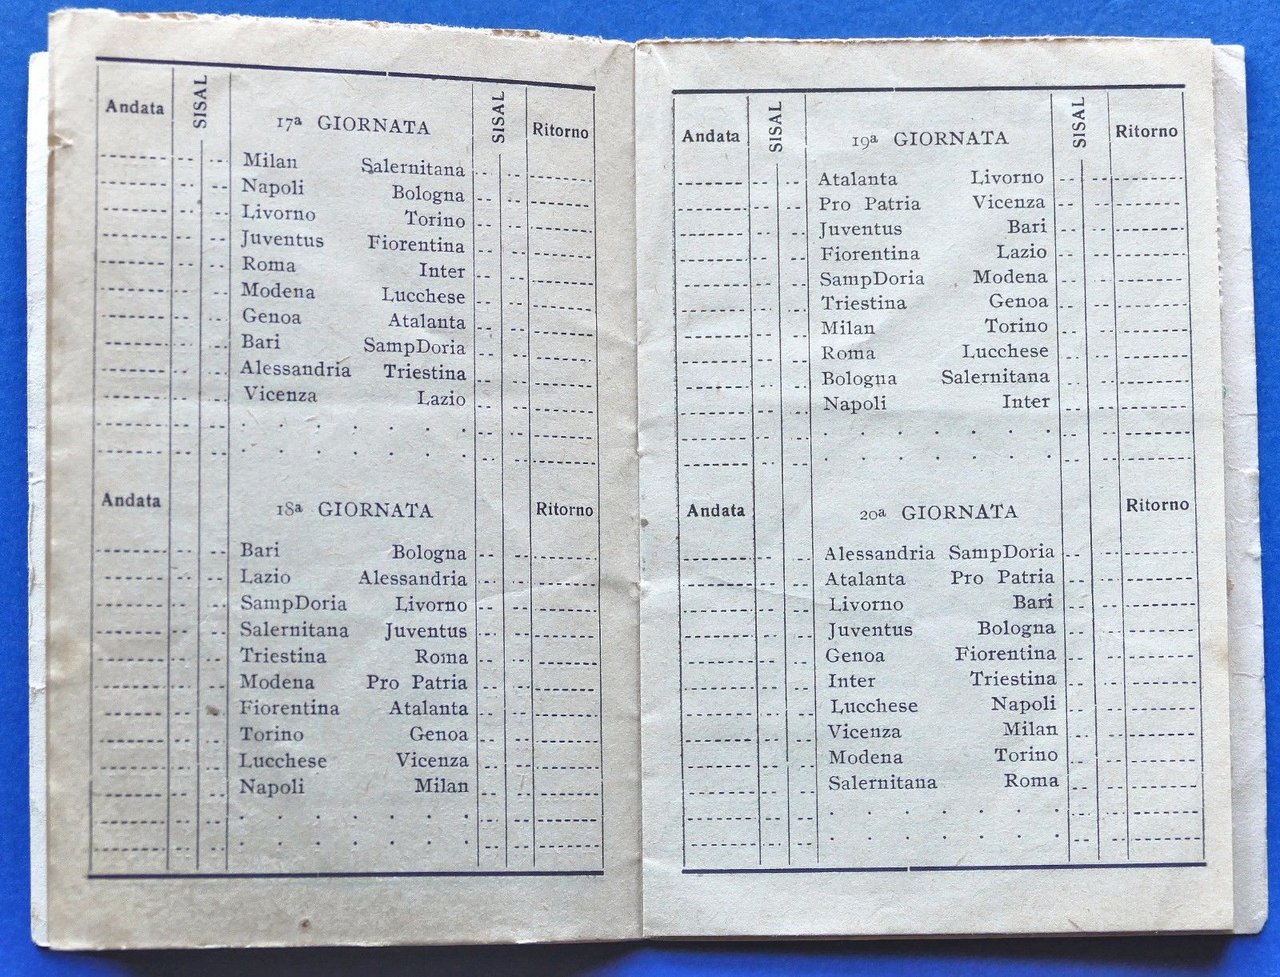 Andata SISAL 17ª GIORNATA SISAL Ritorno
Milan Salernitana
Napoli Bologna
Livorno Torino
Juventus Fiorentina
Roma Inter
Modena Lucchese
Genoa Atalanta
Bari SampDoria
Alessandria Triestina
Vicenza Lazio
Andata 18ª GIORNATA Ritorno
Bari Bologna
Lazio Alessandria
SampDoria Livorno
Salernitana Juventus
Triestina Roma
Modena Pro Patria
Fiorentina Atalanta
Torino Genoa
Lucchese Vicenza
Napoli Milan
Andata SISAL 19ª GIORNATA SISAL Ritorno
Atalanta Livorno
Pro Patria Vicenza
Juventus Bari
Fiorentina Lazio
SampDoria Modena
Triestina Genoa
Milan Torino
Roma Lucchese
Bologna Salernitana
Napoli Inter
Andata 20ª GIORNATA Ritorno
Alessandria SampDoria
Atalanta Pro Patria
Livorno Bari
Juventus Bologna
Genoa Fiorentina
Inter Triestina
Lucchese Napoli
Vicenza Milan
Modena Torino
Salernitana Roma